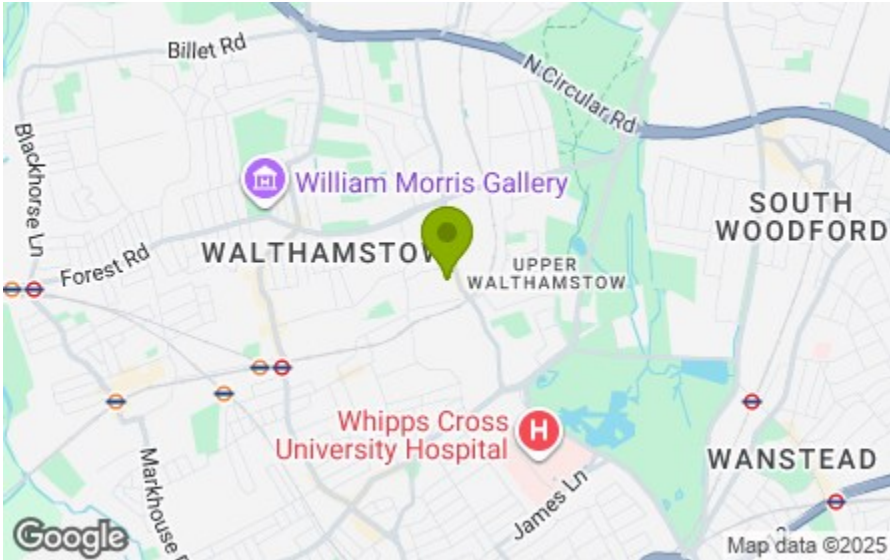 Billet Rd
N Circular Rd
Blackhorse Ln
William Morris Gallery
SOUTH
WOODFORD
Forest Rd
WALTHAMSTOW
UPPER
WALTHAMSTOW
Whipps Cross
University Hospital
H
WANSTEAD
Markhouse
James Ln
Google
Map data ©2025